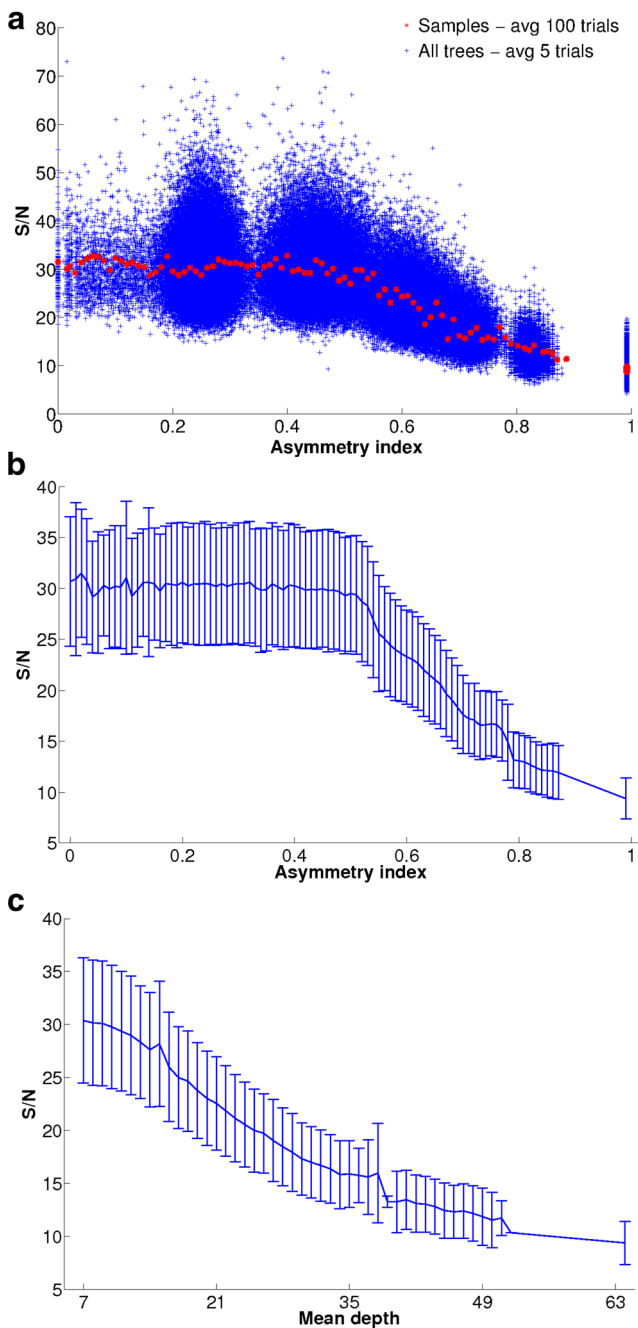 a
Samples – avg 100 trials
All trees – avg 5 trials
80
70
60
50
40
30
20
10
0
S/N
0 0.2 0.4 0.6 0.8 1
Asymmetry index
b
40
35
30
25
20
15
10
5
S/N
0 0.2 0.4 0.6 0.8 1
Asymmetry index
c
40
35
30
25
20
15
10
5
S/N
7 21 35 49 63
Mean depth